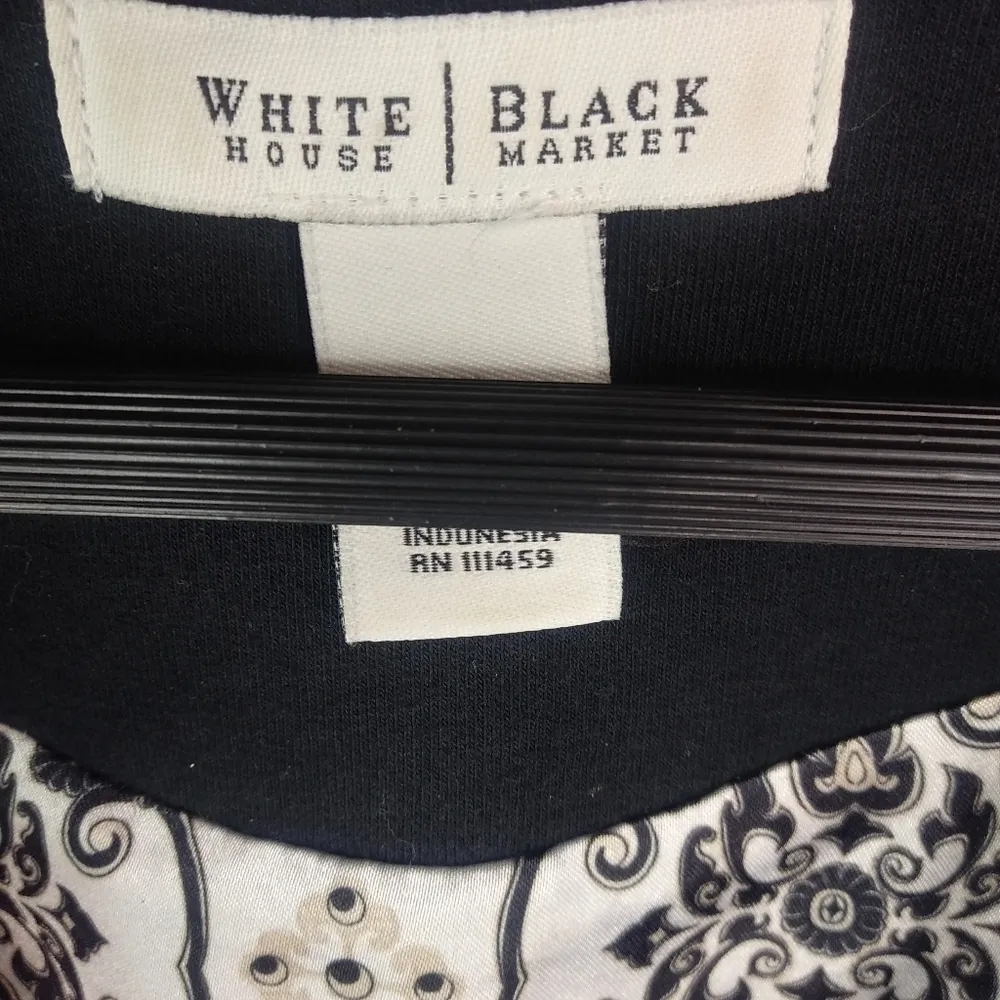 WHITE | BLACK
HOUSE | MARKET
INDONESIA
RN 111459